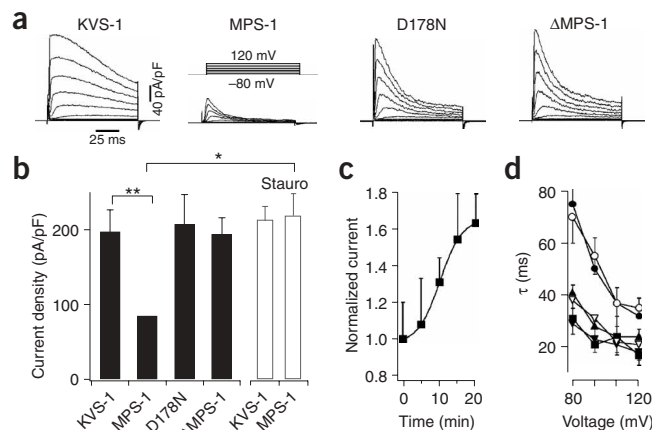 a
KVS-1
MPS-1
D178N
ΔMPS-1
120 mV
–80 mV
40 pA/pF
25 ms
b
Current density (pA/pF)
200
100
0
**
*
Stauro
KVS-1
MPS-1
D178N
ΔMPS-1
KVS-1
MPS-1
c
Normalized current
1.8
1.6
1.4
1.2
1.0
0.8
0
10
20
Time (min)
d
τ (ms)
80
60
40
20
80
120
Voltage (mV)